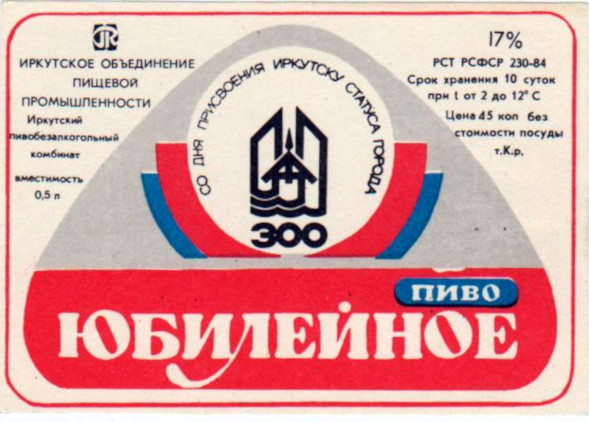 ИРКУТСКОЕ ОБЪЕДИНЕНИЕ
ПИЩЕВОЙ
ПРОМЫШЛЕННОСТИ
Иркутский
пивобезалкогольный
комбинат
вместимость
0,5 л
СО ДНЯ ПРИСВОЕНИЯ ИРКУТСКУ СТАТУСА ГОРОДА
300
17%
РСТ РСФСР 230-84
Срок хранения 10 суток
при t от 2 до 12° С
Цена 45 коп без
стоимости посуды
т.К.р.
ПИВО
ЮБИЛЕЙНОЕ